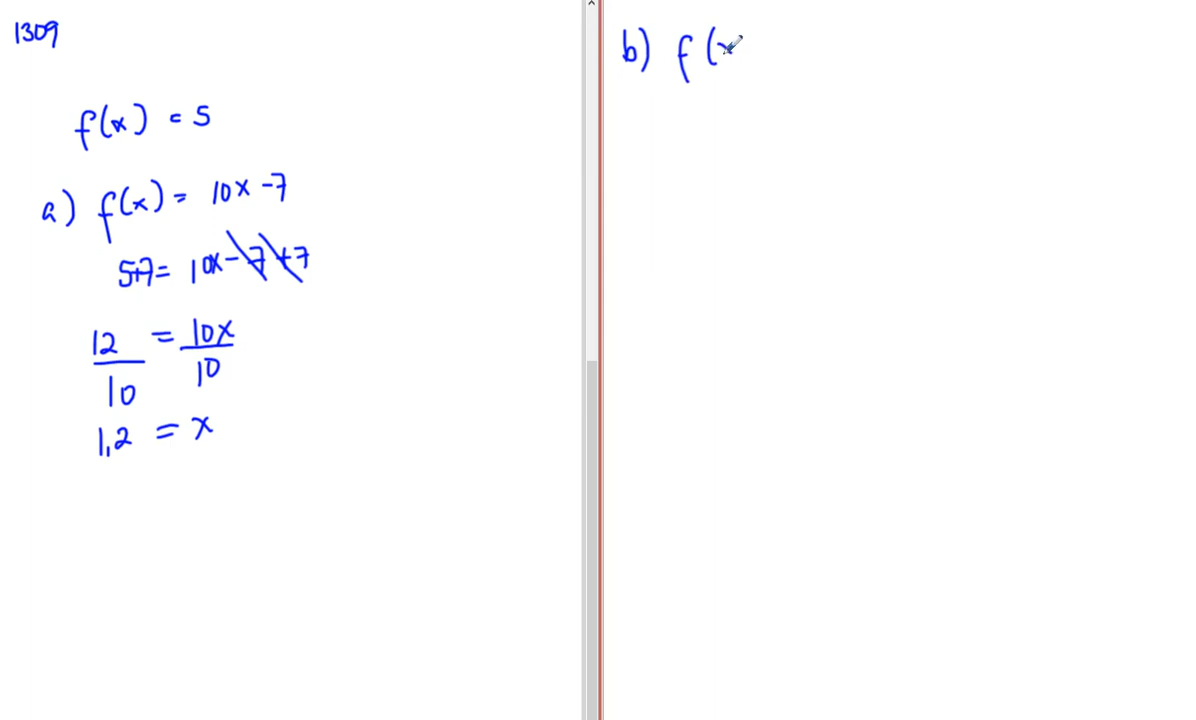 1309
f(x) = 5
a) f(x) = 10x - 7
5+7 = 10x - 7 + 7
12/10 = 10x/10
1,2 = x
b) f(x